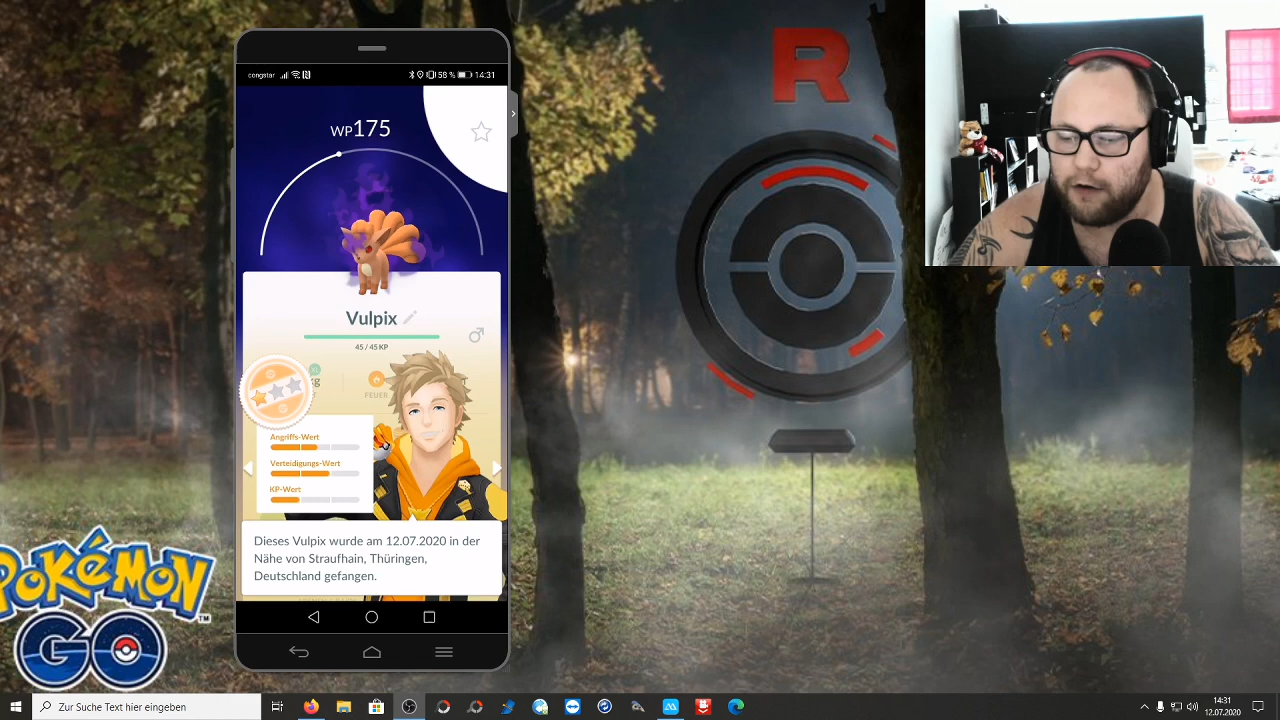 congstar
58 %
14:31
WP175
Vulpix
45 / 45 KP
FEUER
Angriffs-Wert
Verteidigungs-Wert
KP-Wert
Dieses Vulpix wurde am 12.07.2020 in der
Nähe von Straufhain, Thüringen,
Deutschland gefangen.
R
POKéMON
TM
GO
Zur Suche Text hier eingeben
14:31
12.07.2020